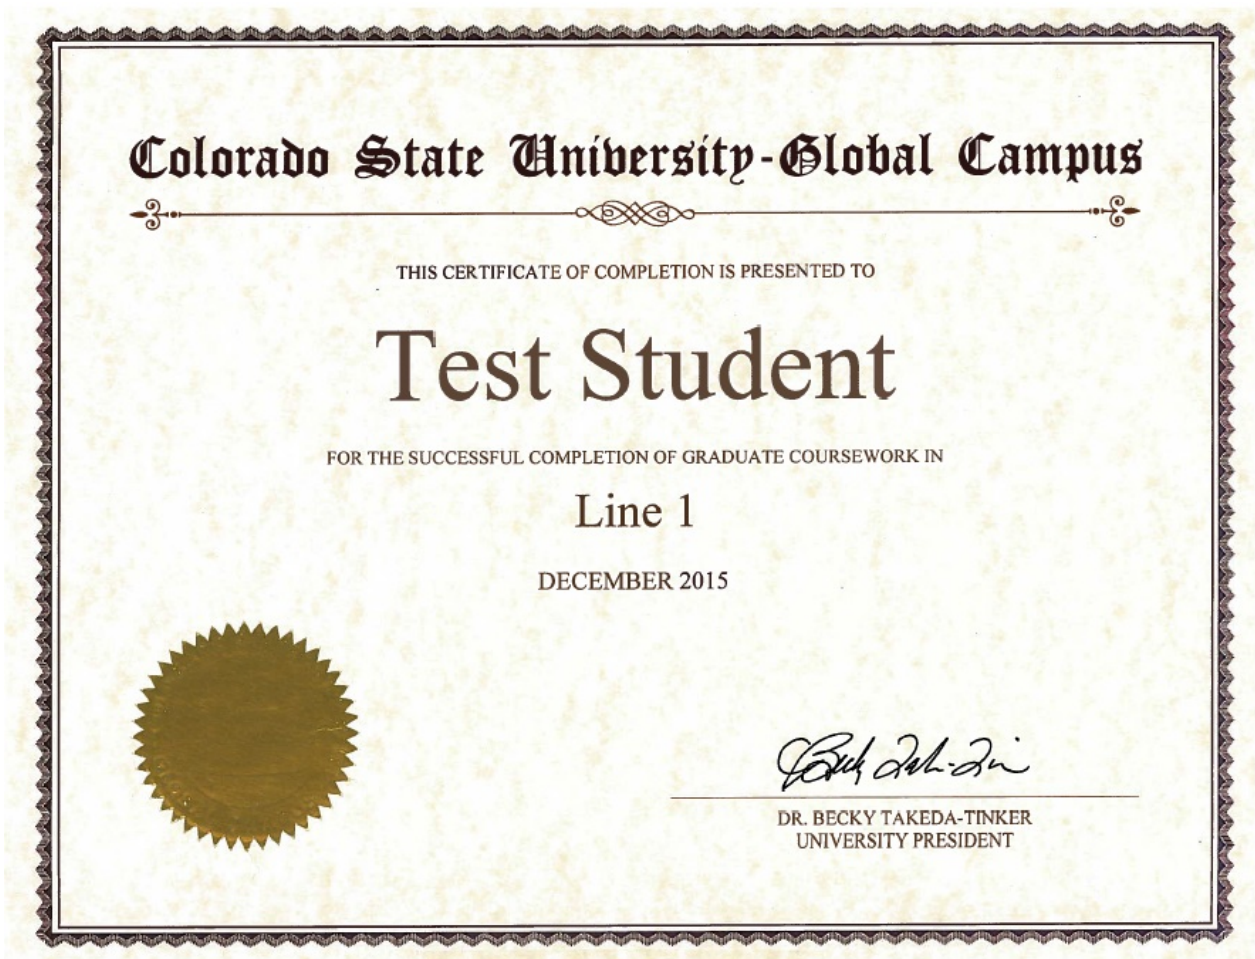 Colorado State University-Global Campus
THIS CERTIFICATE OF COMPLETION IS PRESENTED TO
Test Student
FOR THE SUCCESSFUL COMPLETION OF GRADUATE COURSEWORK IN
Line 1
DECEMBER 2015
DR. BECKY TAKEDA-TINKER
UNIVERSITY PRESIDENT